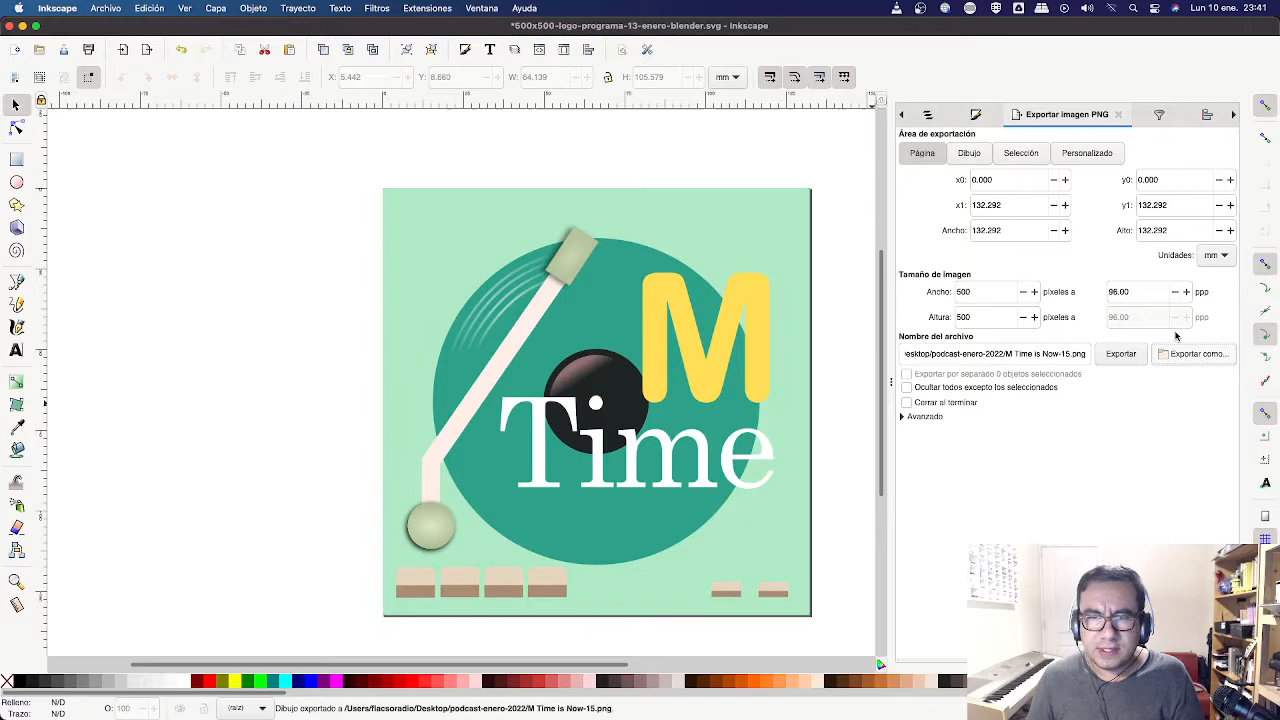 Inkscape Archivo Edición Ver Capa Objeto Trayecto Texto Filtros Extensiones Ventana Ayuda Lun 10 ene. 23:41
*500x500-logo-programa-13-enero-blender.svg - Inkscape
X: 5.442 Y: 8.660 W: 64.139 H: 105.579 mm
Exportar imagen PNG
Área de exportación
Página Dibujo Selección Personalizado
x0: 0.000 y0: 0.000
x1: 132.292 y1: 132.292
Ancho: 132.292 Alto: 132.292
Unidades: mm
Tamaño de imagen
Ancho: 500 píxeles a 96.00 ppp
Altura: 500 píxeles a 96.00 ppp
Nombre del archivo
esktop/podcast-enero-2022/M Time is Now-15.png Exportar Exportar como...
Exportar por separado 0 objetos seleccionados
Ocultar todos excepto los seleccionados
Cerrar al terminar
Avanzado
M
Time
Relleno: N/D
Trazo: N/D
O: 100 (raíz) Dibujo exportado a /Users/flacsoradio/Desktop/podcast-enero-2022/M Time is Now-15.png.